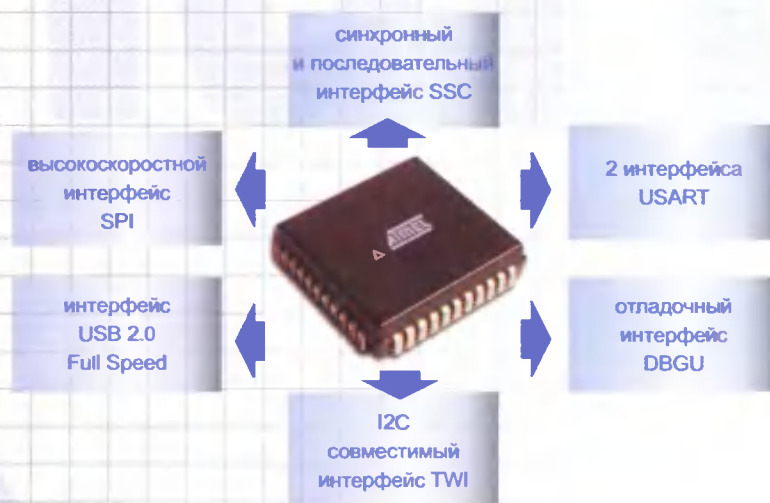 синхронный
и последовательный
интерфейс SSC
высокоскоростной
интерфейс
SPI
2 интерфейса
USART
ATMEL
интерфейс
USB 2.0
Full Speed
отладочный
интерфейс
DBGU
I2C
совместимый
интерфейс TWI